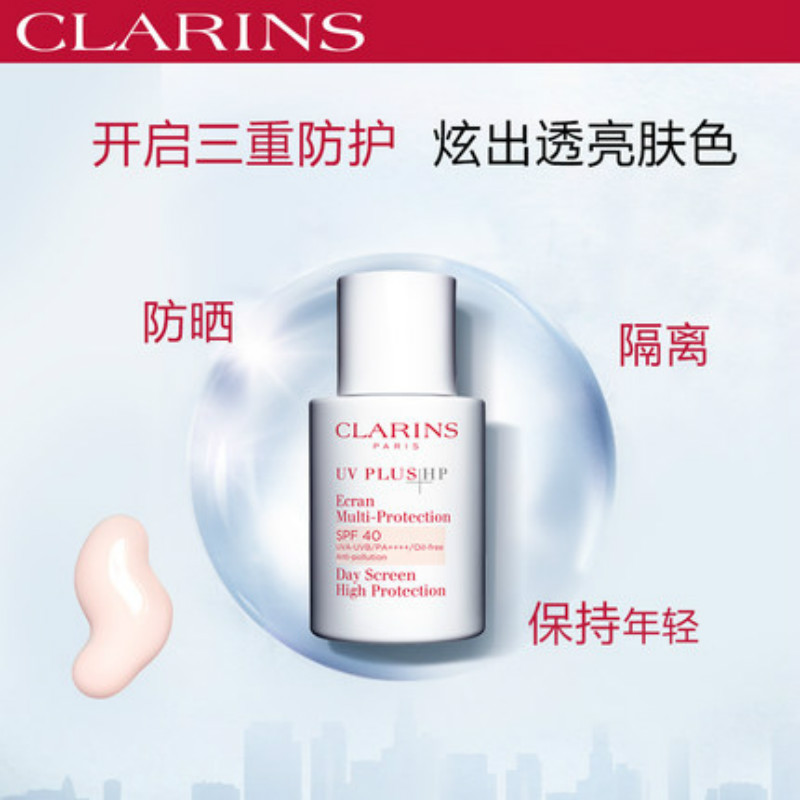 CLARINS
开启三重防护 炫出透亮肤色
防晒
隔离
CLARINS
PARIS
UV PLUS HP
Ecran
Multi-Protection
SPF 40
UVA-UVB/PA++++/Oil-free
Anti-pollution
Day Screen
High Protection
保持年轻